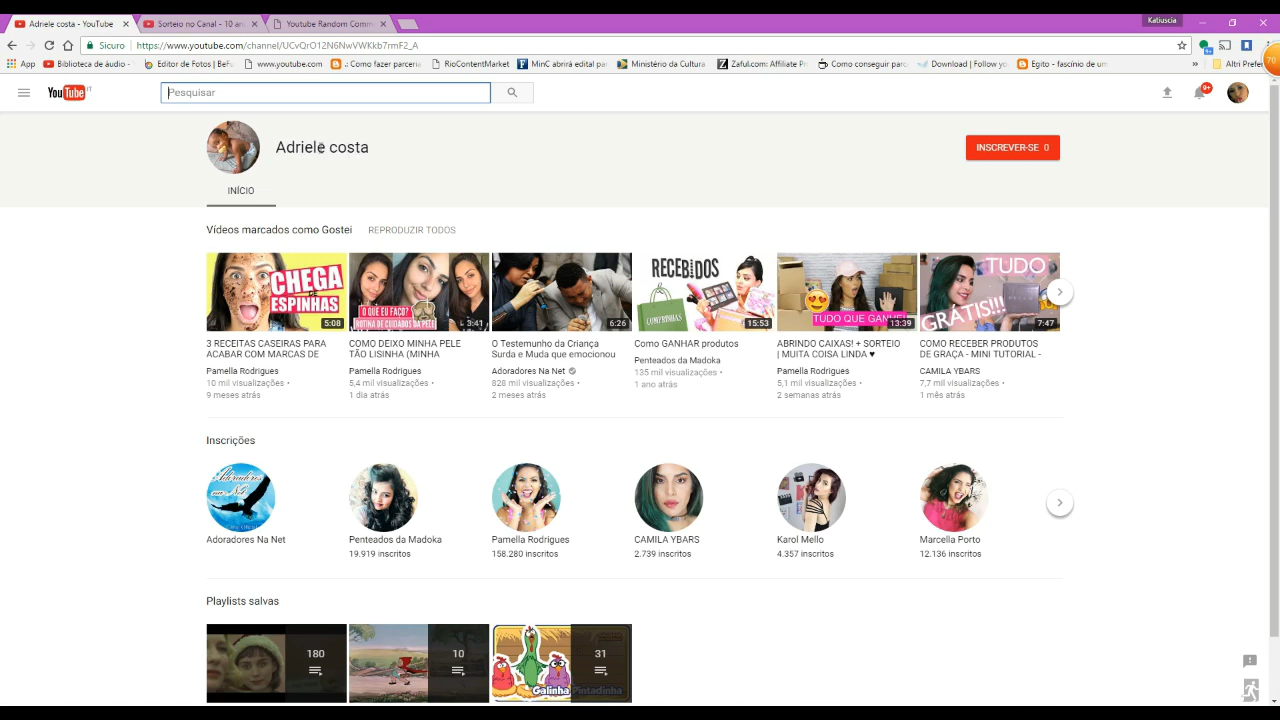 Katiuscia
Adriele costa - YouTube
Sorteio no Canal - 10 an
Youtube Random Comm
Sicuro
https://www.youtube.com/channel/UCvQrO12N6NwVWKkb7rmF2_A
App
Biblioteca de áudio -
Editor de Fotos | BeFu
www.youtube.com
.: Como fazer parceria
RioContentMarket
MinC abrirá edital par
Ministério da Cultura
Zaful.com: Affiliate P
Como conseguir parc
Download | Follow yo
Egito - fascínio de um
»
Altri Prefe
70
YouTube IT
Pesquisar
9+
Adriele costa
INSCREVER-SE 0
INÍCIO
Vídeos marcados como Gostei
REPRODUZIR TODOS
CHEGA
ESPINHAS
5:08
O QUE EU FAÇO?
ROTINA DE CUIDADOS DA PELE
3:41
6:26
RECEBIDOS
COMPRINHAS
15:53
TUDO QUE GANHEI
13:39
TUDO
GRÁTIS!!!
7:47
3 RECEITAS CASEIRAS PARA
ACABAR COM MARCAS DE
Pamella Rodrigues
10 mil visualizações •
9 meses atrás
COMO DEIXO MINHA PELE
TÃO LISINHA (MINHA
Pamella Rodrigues
5,4 mil visualizações •
1 dia atrás
O Testemunho da Criança
Surda e Muda que emocionou
Adoradores Na Net
828 mil visualizações •
2 meses atrás
Como GANHAR produtos
Penteados da Madoka
135 mil visualizações •
1 ano atrás
ABRINDO CAIXAS! + SORTEIO
| MUITA COISA LINDA ♥
Pamella Rodrigues
5,1 mil visualizações •
2 semanas atrás
COMO RECEBER PRODUTOS
DE GRAÇA - MINI TUTORIAL -
CAMILA YBARS
7,7 mil visualizações •
1 mês atrás
Inscrições
Adoradores
na Net
Adoradores Na Net
Penteados da Madoka
19.919 inscritos
Pamella Rodrigues
158.280 inscritos
CAMILA YBARS
2.739 inscritos
Karol Mello
4.357 inscritos
Marcella Porto
12.136 inscritos
Playlists salvas
180
10
31
Galinha Pintadinha